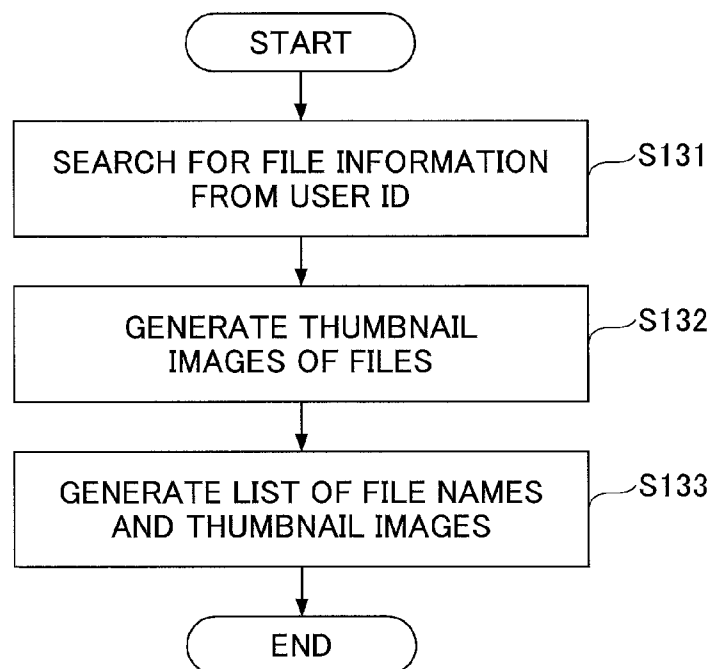 START
SEARCH FOR FILE INFORMATION
FROM USER ID
S131
GENERATE THUMBNAIL
IMAGES OF FILES
S132
GENERATE LIST OF FILE NAMES
AND THUMBNAIL IMAGES
S133
END